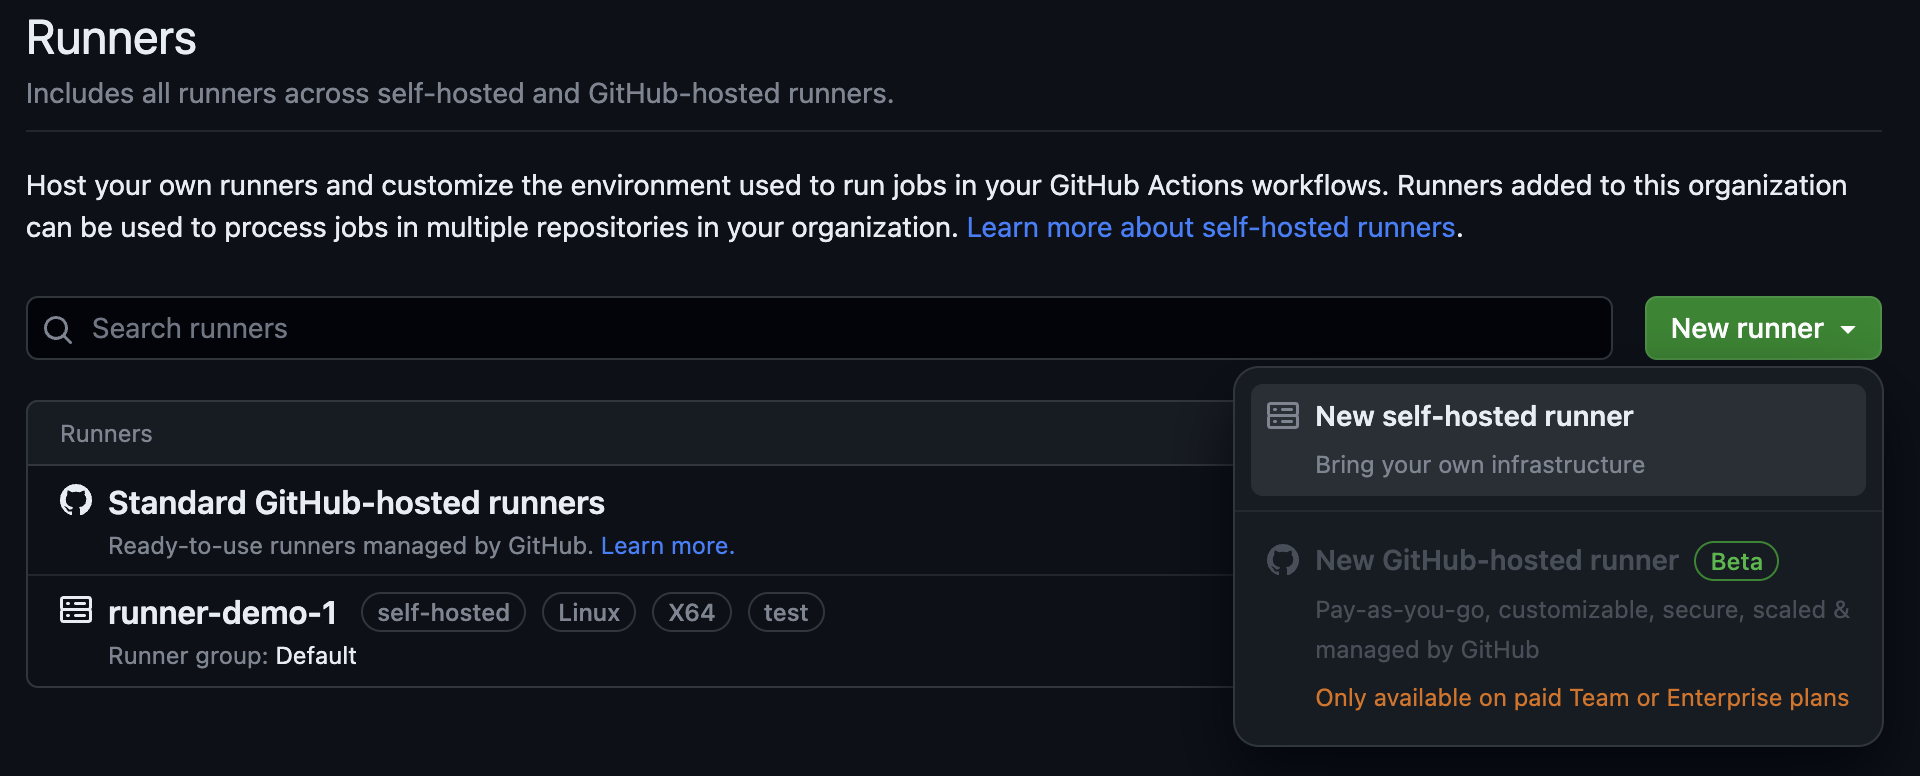 Runners
Includes all runners across self-hosted and GitHub-hosted runners.
Host your own runners and customize the environment used to run jobs in your GitHub Actions workflows. Runners added to this organization
can be used to process jobs in multiple repositories in your organization. Learn more about self-hosted runners.
Search runners
New runner
New self-hosted runner
Bring your own infrastructure
New GitHub-hosted runner Beta
Pay-as-you-go, customizable, secure, scaled &
managed by GitHub
Only available on paid Team or Enterprise plans
Runners
Standard GitHub-hosted runners
Ready-to-use runners managed by GitHub. Learn more.
runner-demo-1 self-hosted Linux X64 test
Runner group: Default